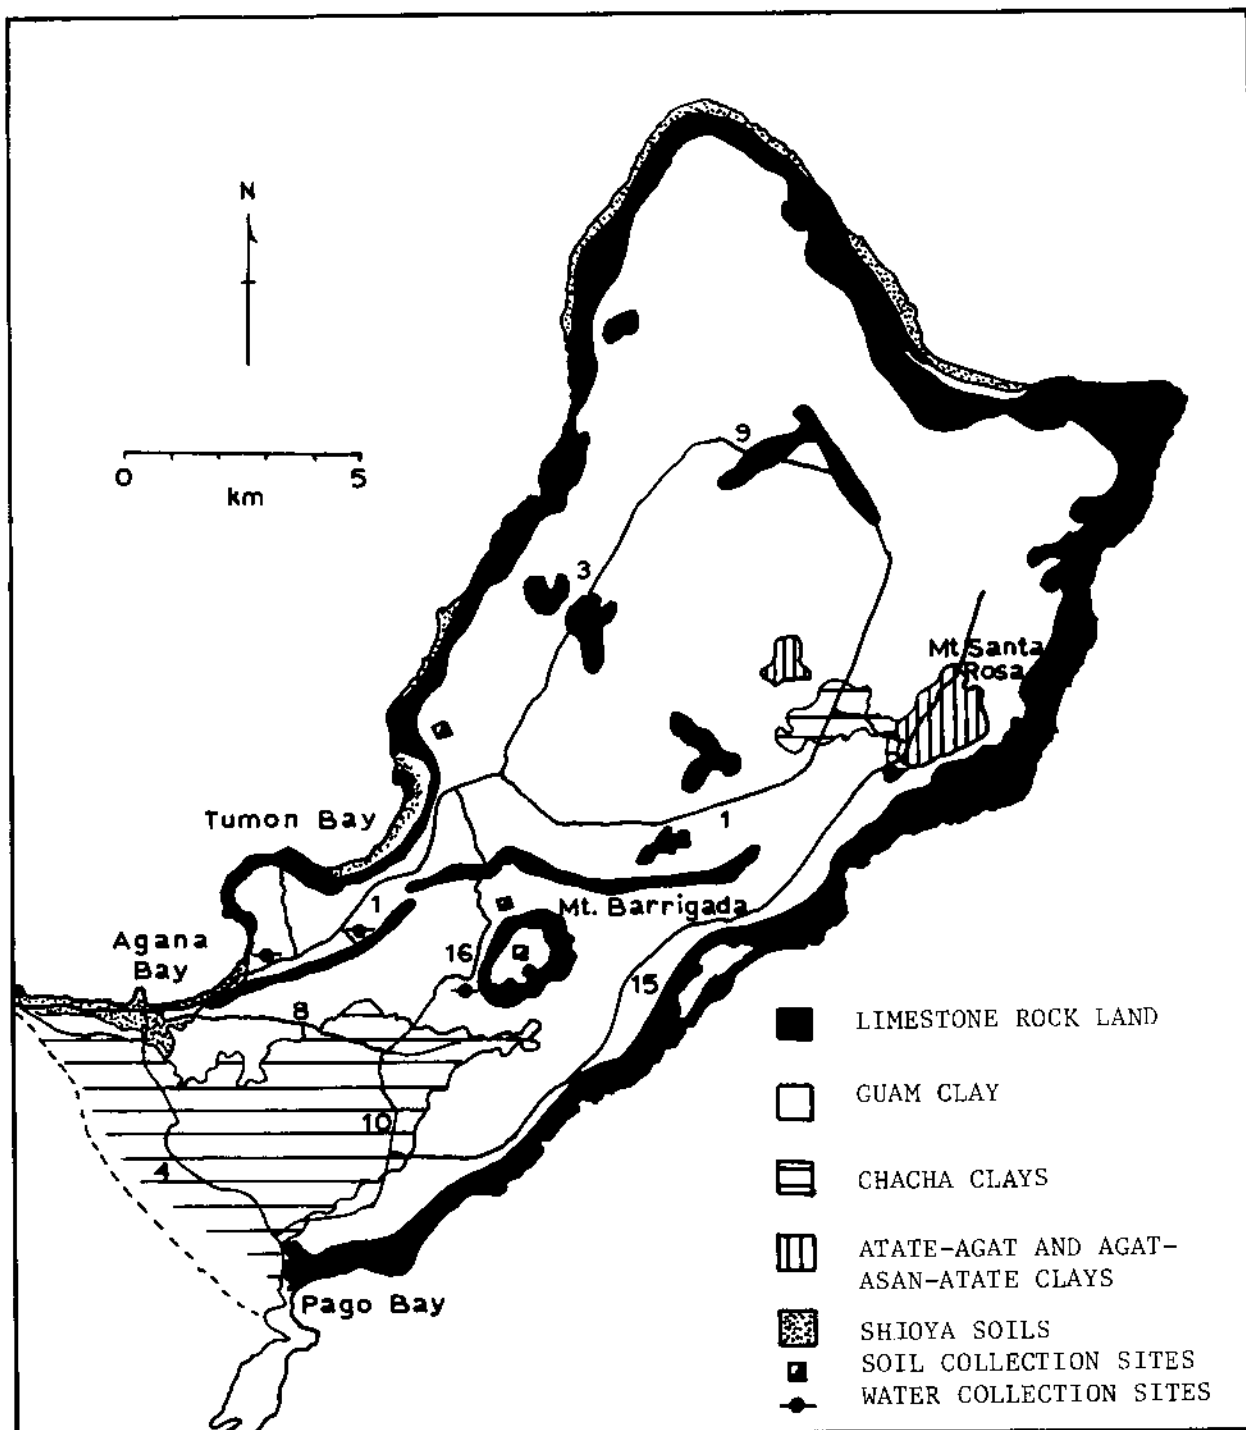 N
0 5
km
9
3
Mt. Santa
Rosa
Tumon Bay
1
1
Mt. Barrigada
Agana
Bay
16
15
8
10
4
Pago Bay
LIMESTONE ROCK LAND
GUAM CLAY
CHACHA CLAYS
ATATE-AGAT AND AGAT-
ASAN-ATATE CLAYS
SHIOYA SOILS
SOIL COLLECTION SITES
WATER COLLECTION SITES